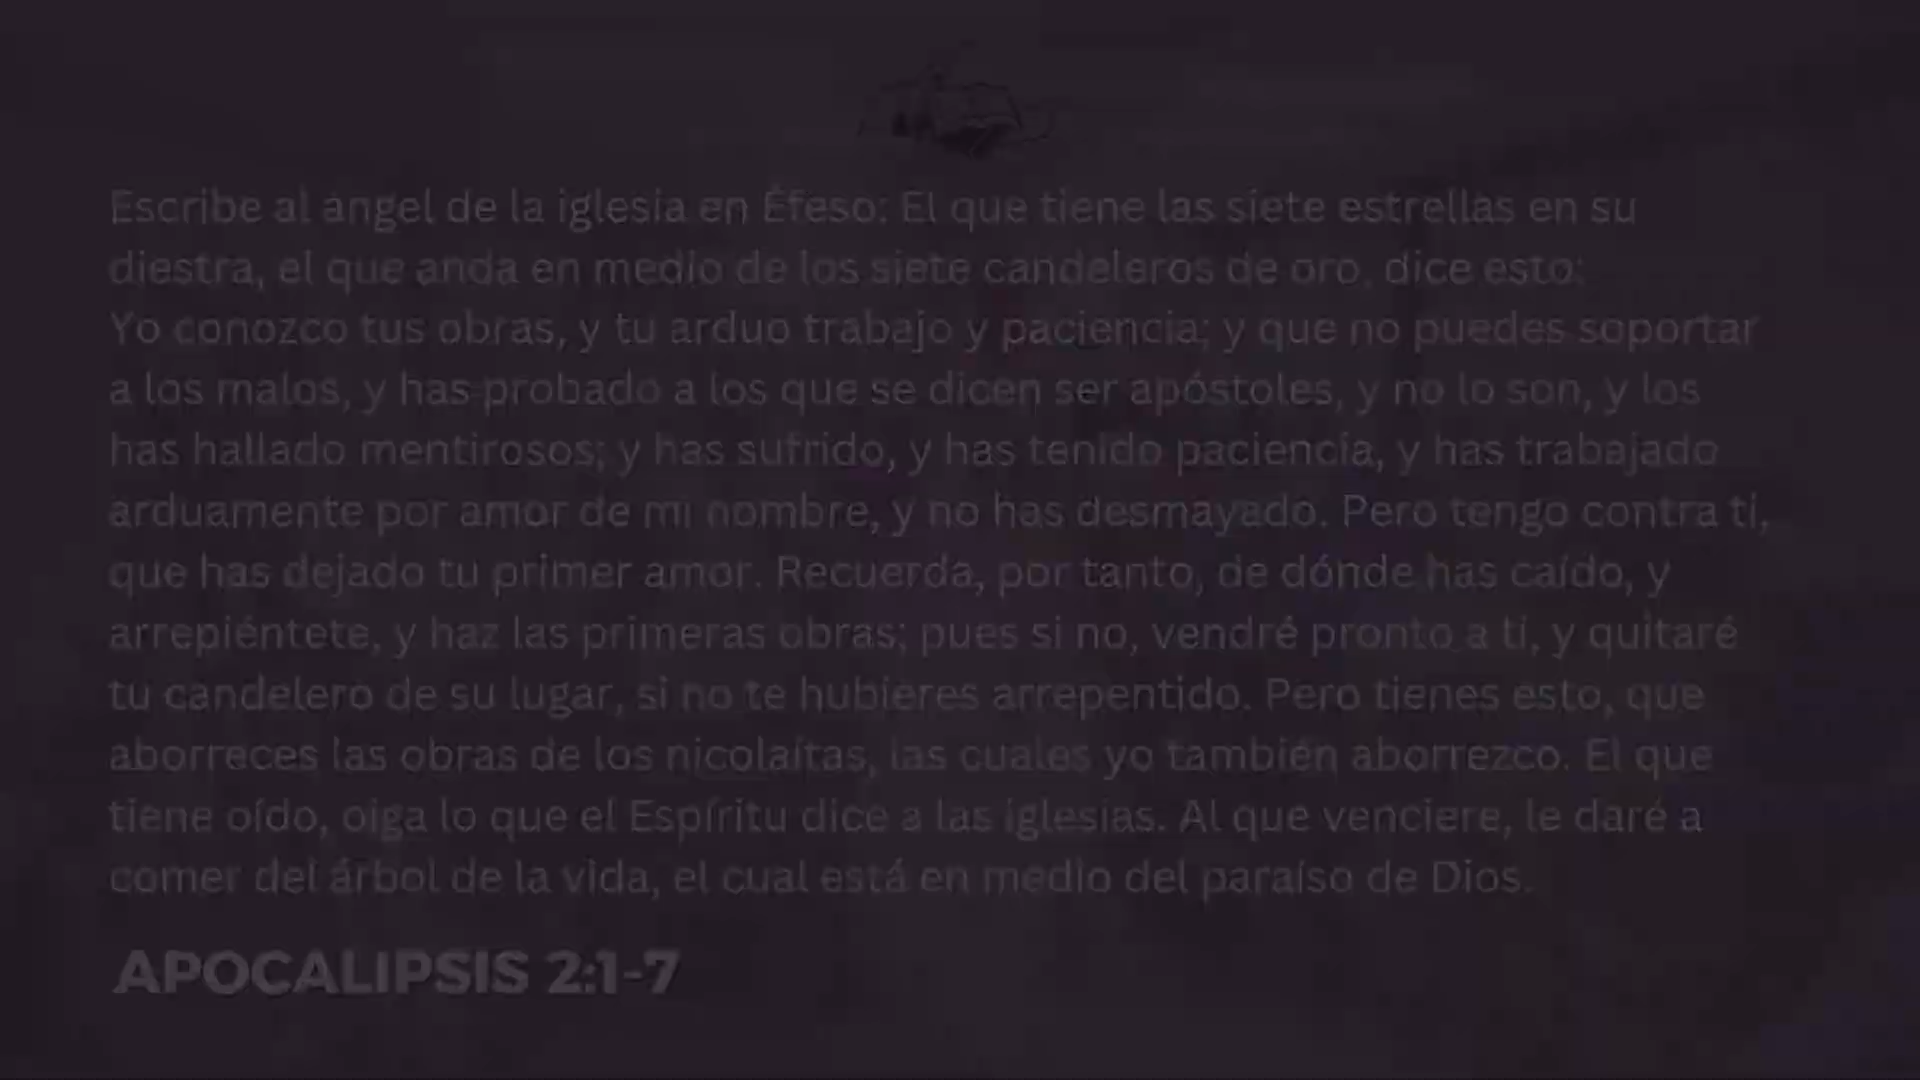 Escribe al ángel de la iglesia en Éfeso: El que tiene las siete estrellas en su
diestra, el que anda en medio de los siete candeleros de oro, dice esto:
Yo conozco tus obras, y tu arduo trabajo y paciencia; y que no puedes soportar
a los malos, y has probado a los que se dicen ser apóstoles, y no lo son, y los
has hallado mentirosos; y has sufrido, y has tenido paciencia, y has trabajado
arduamente por amor de mi nombre, y no has desmayado. Pero tengo contra ti,
que has dejado tu primer amor. Recuerda, por tanto, de dónde has caído, y
arrepiéntete, y haz las primeras obras; pues si no, vendré pronto a ti, y quitaré
tu candelero de su lugar, si no te hubieres arrepentido. Pero tienes esto, que
aborreces las obras de los nicolaítas, las cuales yo también aborrezco. El que
tiene oído, oiga lo que el Espíritu dice a las iglesias. Al que venciere, le daré a
comer del árbol de la vida, el cual está en medio del paraíso de Dios.
APOCALIPSIS 2:1-7